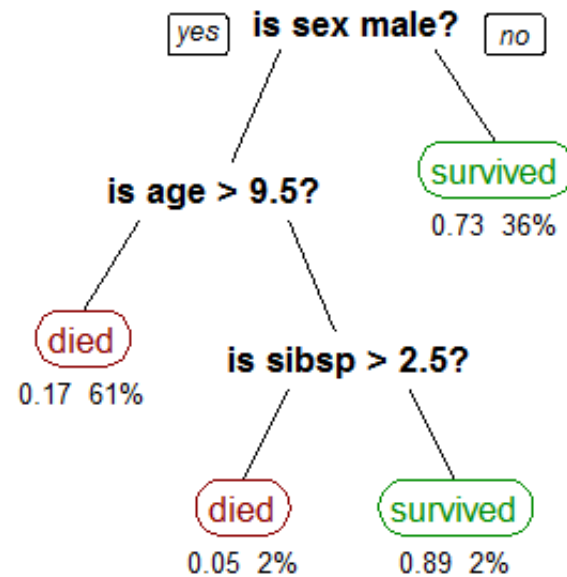 yes is sex male? no
survived
is age > 9.5?
0.73 36%
died
is sibsp > 2.5?
0.17 61%
died survived
0.05 2% 0.89 2%